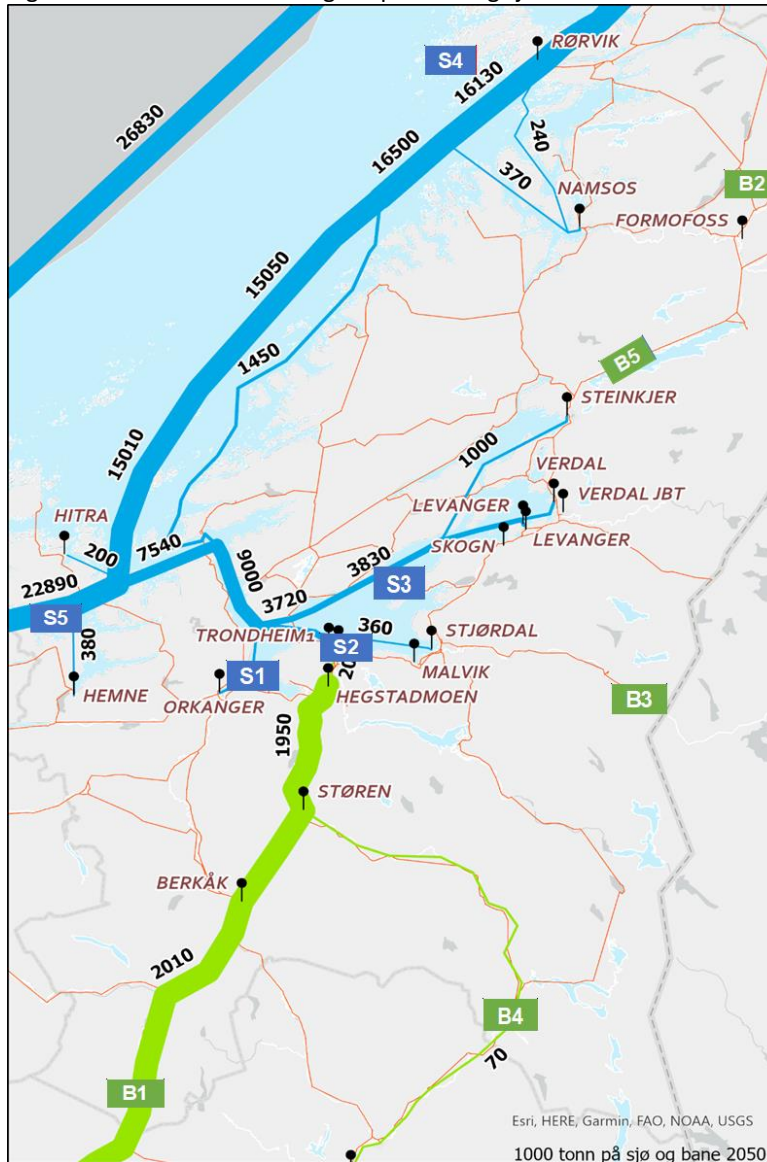 RØRVIK
S4
16130
26830
16500
240
370
NAMSOS
B2
FORMOFOSS
15050
1450
B5
STEINKJER
15010
1000
VERDAL
HITRA
LEVANGER
VERDAL JBT
200
7540
9000
SKOGN
LEVANGER
3830
22890
S5
3720
S3
TRONDHEIM1
360
STJØRDAL
S2
380
S1
MALVIK
HEMNE
ORKANGER
HEGSTADMOEN
B3
1950
STØREN
BERKÅK
2010
B4
70
B1
Esri, HERE, Garmin, FAO, NOAA, USGS
1000 tonn på sjø og bane 2050